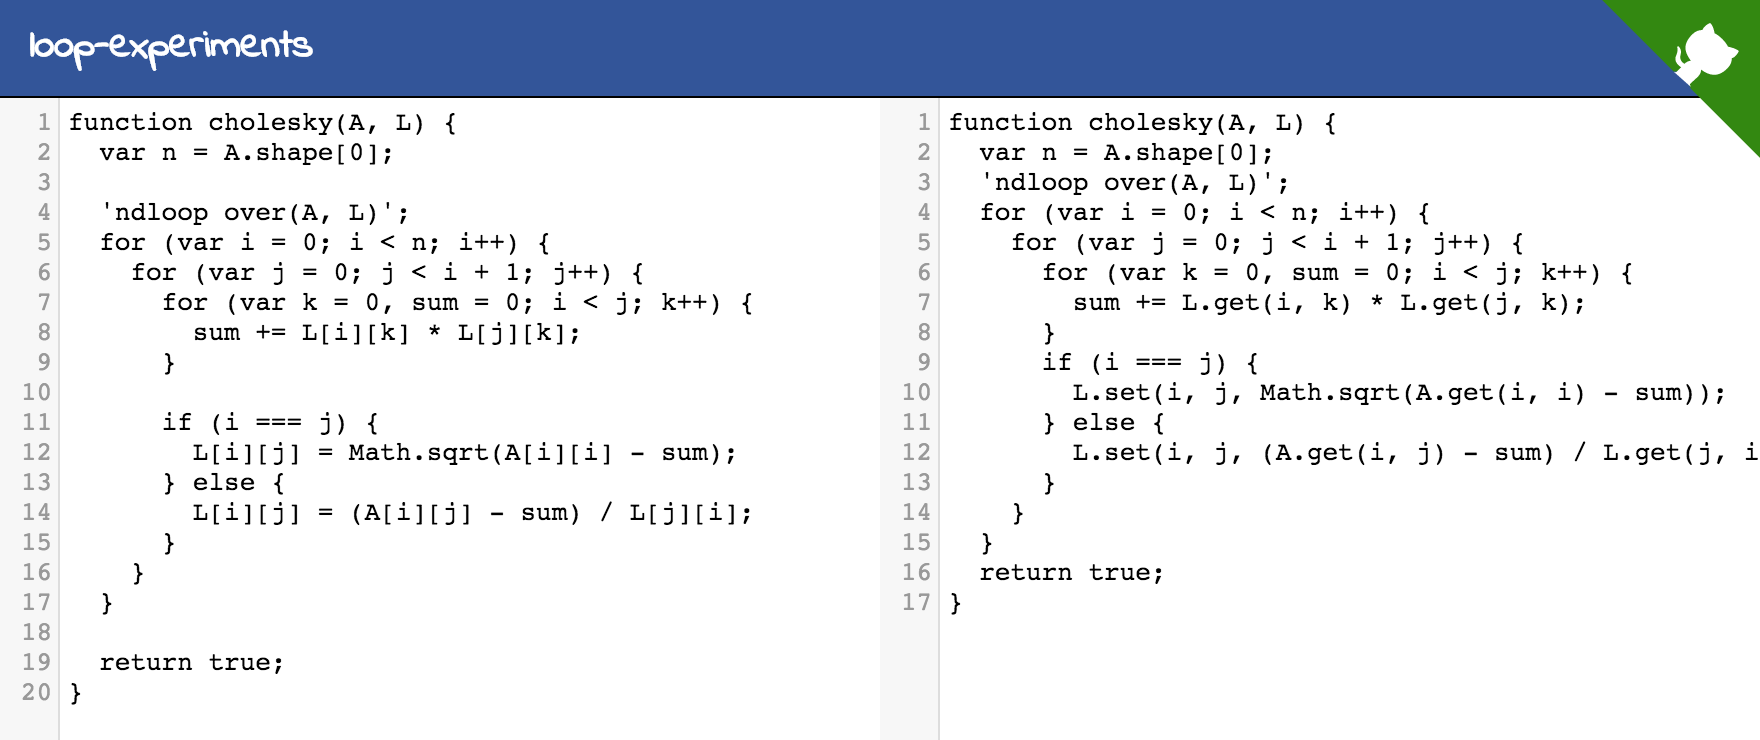 loop-experiments
1 function cholesky(A, L) {
2   var n = A.shape[0];
3
4   'ndloop over(A, L)';
5   for (var i = 0; i < n; i++) {
6     for (var j = 0; j < i + 1; j++) {
7       for (var k = 0, sum = 0; i < j; k++) {
8         sum += L[i][k] * L[j][k];
9       }
10
11       if (i === j) {
12         L[i][j] = Math.sqrt(A[i][i] - sum);
13       } else {
14         L[i][j] = (A[i][j] - sum) / L[j][i];
15       }
16     }
17   }
18
19   return true;
20 }
1 function cholesky(A, L) {
2   var n = A.shape[0];
3   'ndloop over(A, L)';
4   for (var i = 0; i < n; i++) {
5     for (var j = 0; j < i + 1; j++) {
6       for (var k = 0, sum = 0; i < j; k++) {
7         sum += L.get(i, k) * L.get(j, k);
8       }
9       if (i === j) {
10         L.set(i, j, Math.sqrt(A.get(i, i) - sum));
11       } else {
12         L.set(i, j, (A.get(i, j) - sum) / L.get(j, i
13       }
14     }
15   }
16   return true;
17 }